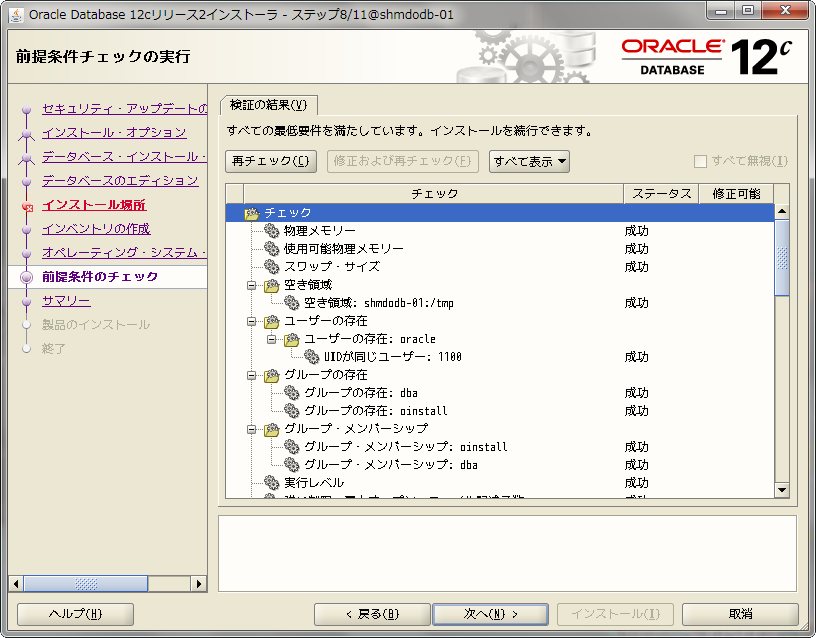 Oracle Database 12cリリース2インストーラ - ステップ8/11@shmdodb-01
前提条件チェックの実行
ORACLE
DATABASE
12c
セキュリティ・アップデートの
インストール・オプション
データベース・インストール・
データベースのエディション
インストール場所
インベントリの作成
オペレーティング・システム・
前提条件のチェック
サマリー
製品のインストール
終了
検証の結果(V)
すべての最低要件を満たしています。インストールを続行できます。
再チェック(C) 修正および再チェック(F) すべて表示 すべて無視(I)
チェック ステータス 修正可能
チェック
物理メモリー 成功
使用可能物理メモリー 成功
スワップ・サイズ 成功
空き領域
空き領域: shmdodb-01:/tmp 成功
ユーザーの存在
ユーザーの存在: oracle
UIDが同じユーザー: 1100 成功
グループの存在
グループの存在: dba 成功
グループの存在: oinstall 成功
グループ・メンバーシップ
グループ・メンバーシップ: oinstall 成功
グループ・メンバーシップ: dba 成功
実行レベル 成功
ヘルプ(H) < 戻る(B) 次へ(N) > インストール(I) 取消